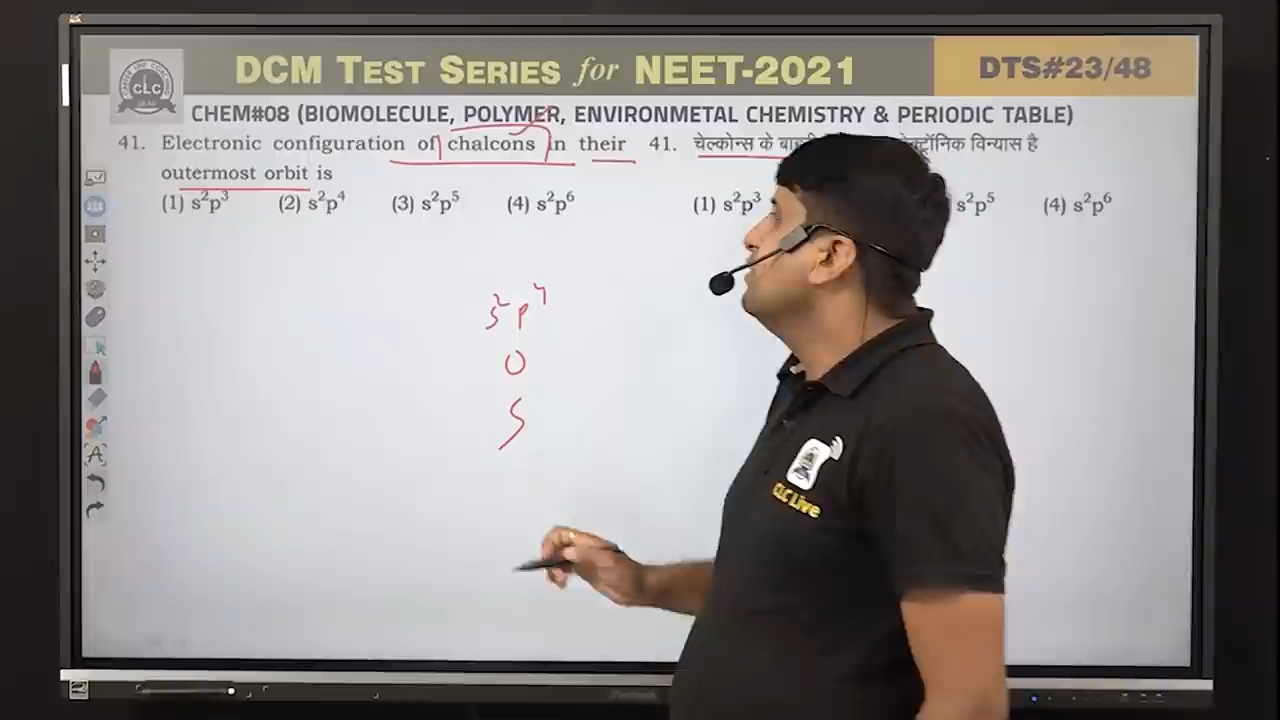 DCM TEST SERIES for NEET-2021
DTS#23/48
CLC
CHEM#08 (BIOMOLECULE, POLYMER, ENVIRONMETAL CHEMISTRY & PERIODIC TABLE)
41. Electronic configuration of chalcons in their
outermost orbit is
(1) s²p³ (2) s²p⁴ (3) s²p⁵ (4) s²p⁶
41. चेल्कोन्स के विन्यास है
(1) s²p³ s²p⁵ (4) s²p⁶
s²p⁴
O
S
CLC Live